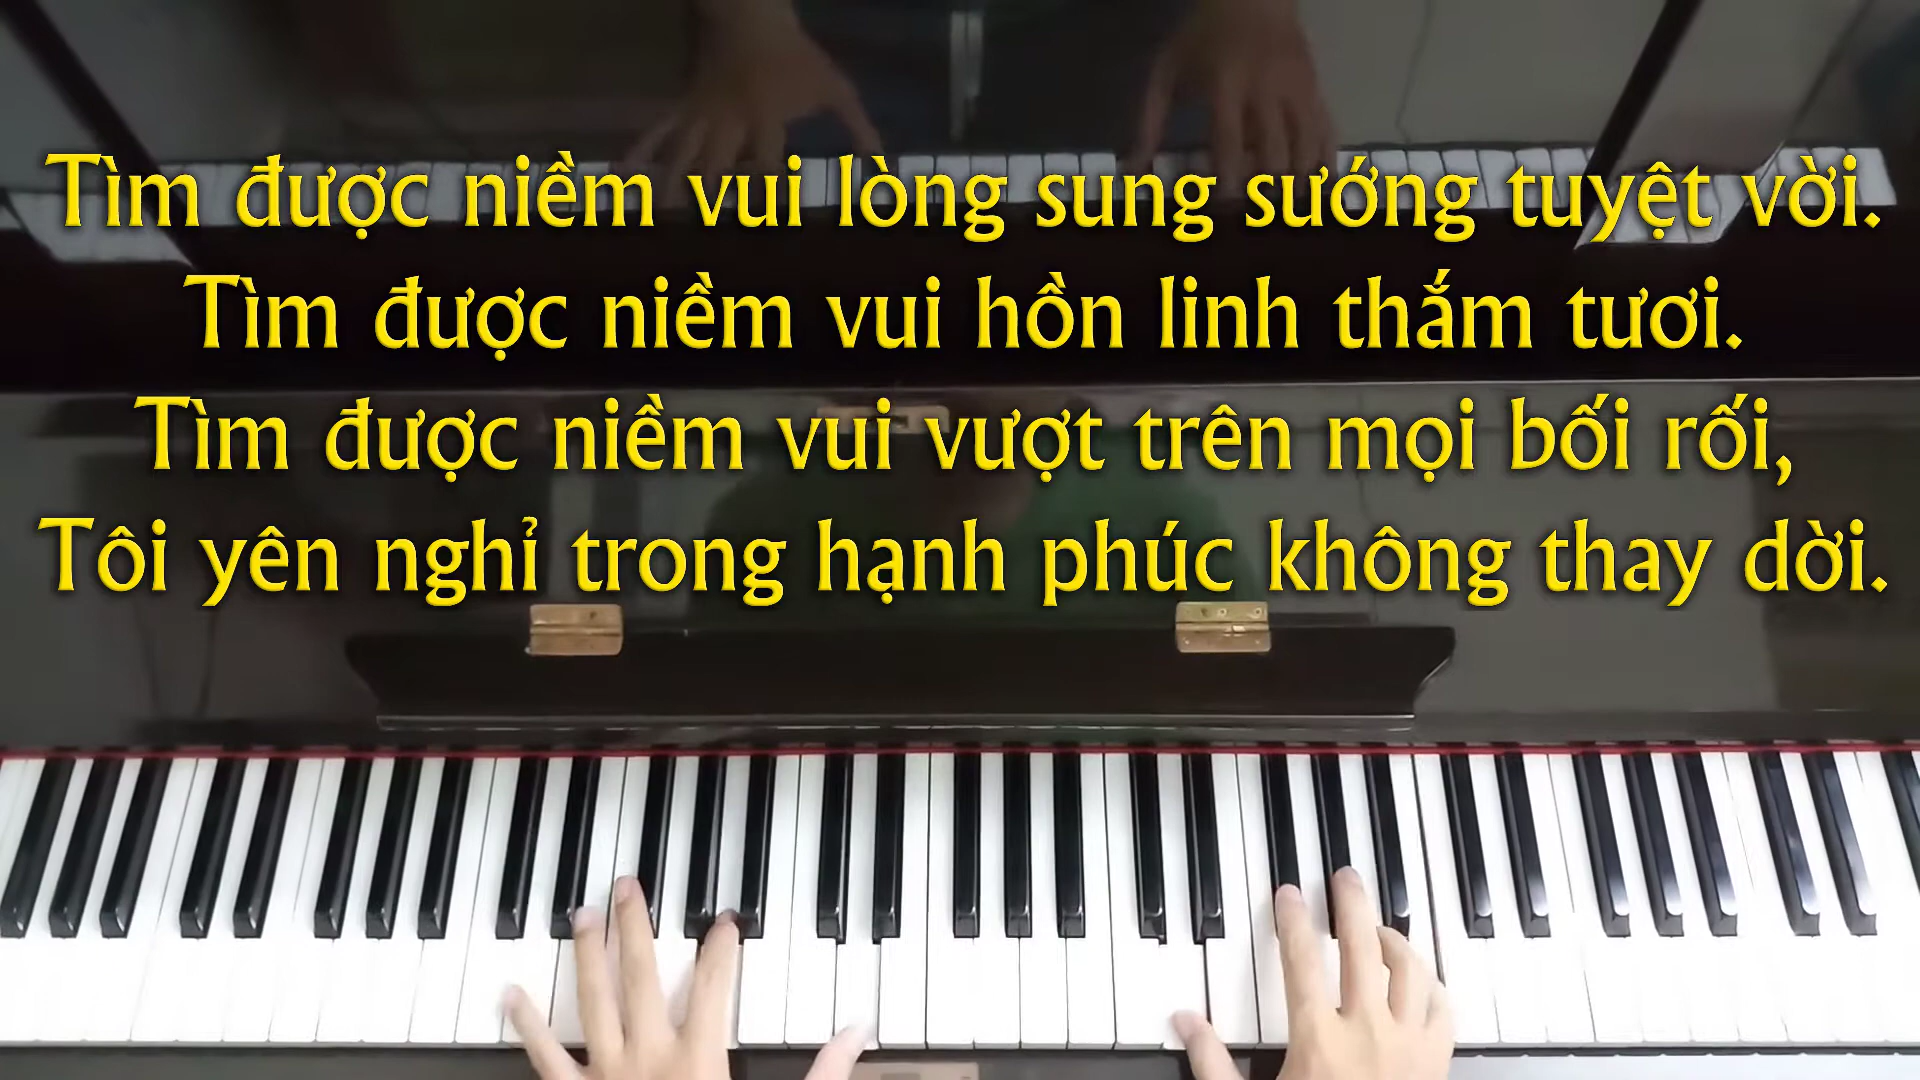 Tìm được niềm vui lòng sung sướng tuyệt vời.
Tìm được niềm vui hồn linh thắm tươi.
Tìm được niềm vui vượt trên mọi bối rối,
Tôi yên nghỉ trong hạnh phúc không thay dời.